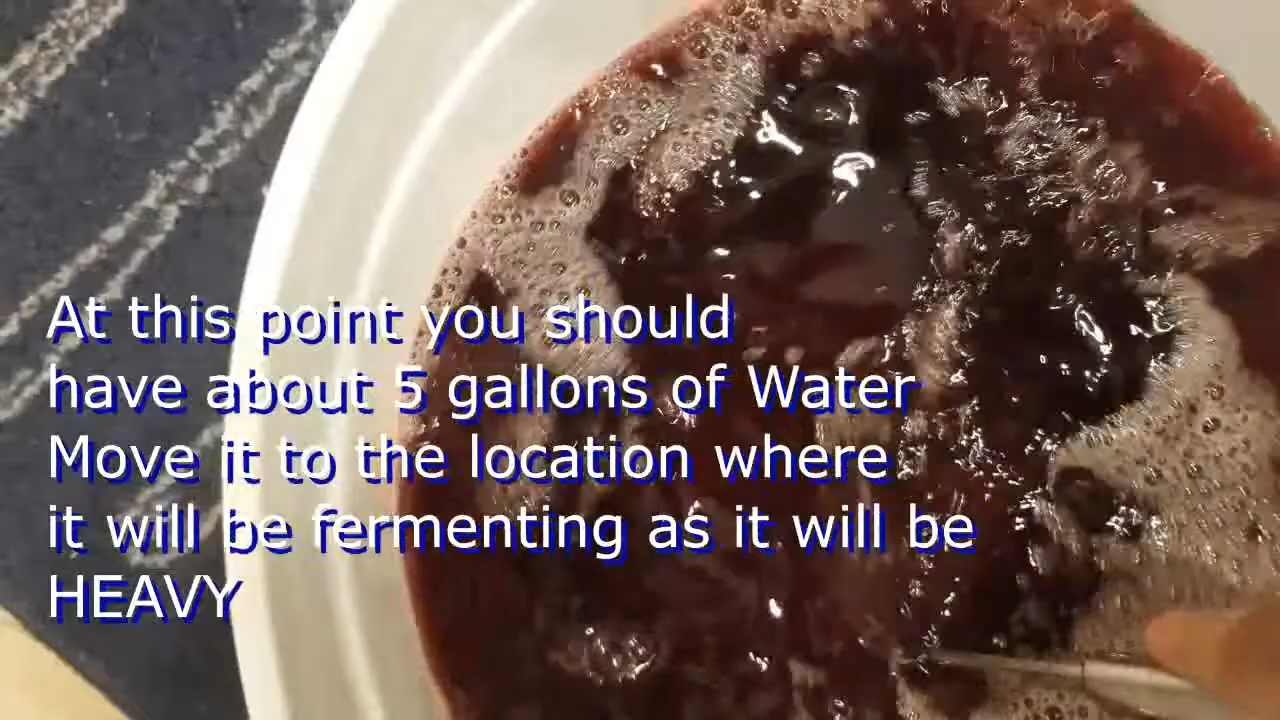 At this point you should
have about 5 gallons of Water
Move it to the location where
it will be fermenting as it will be
HEAVY